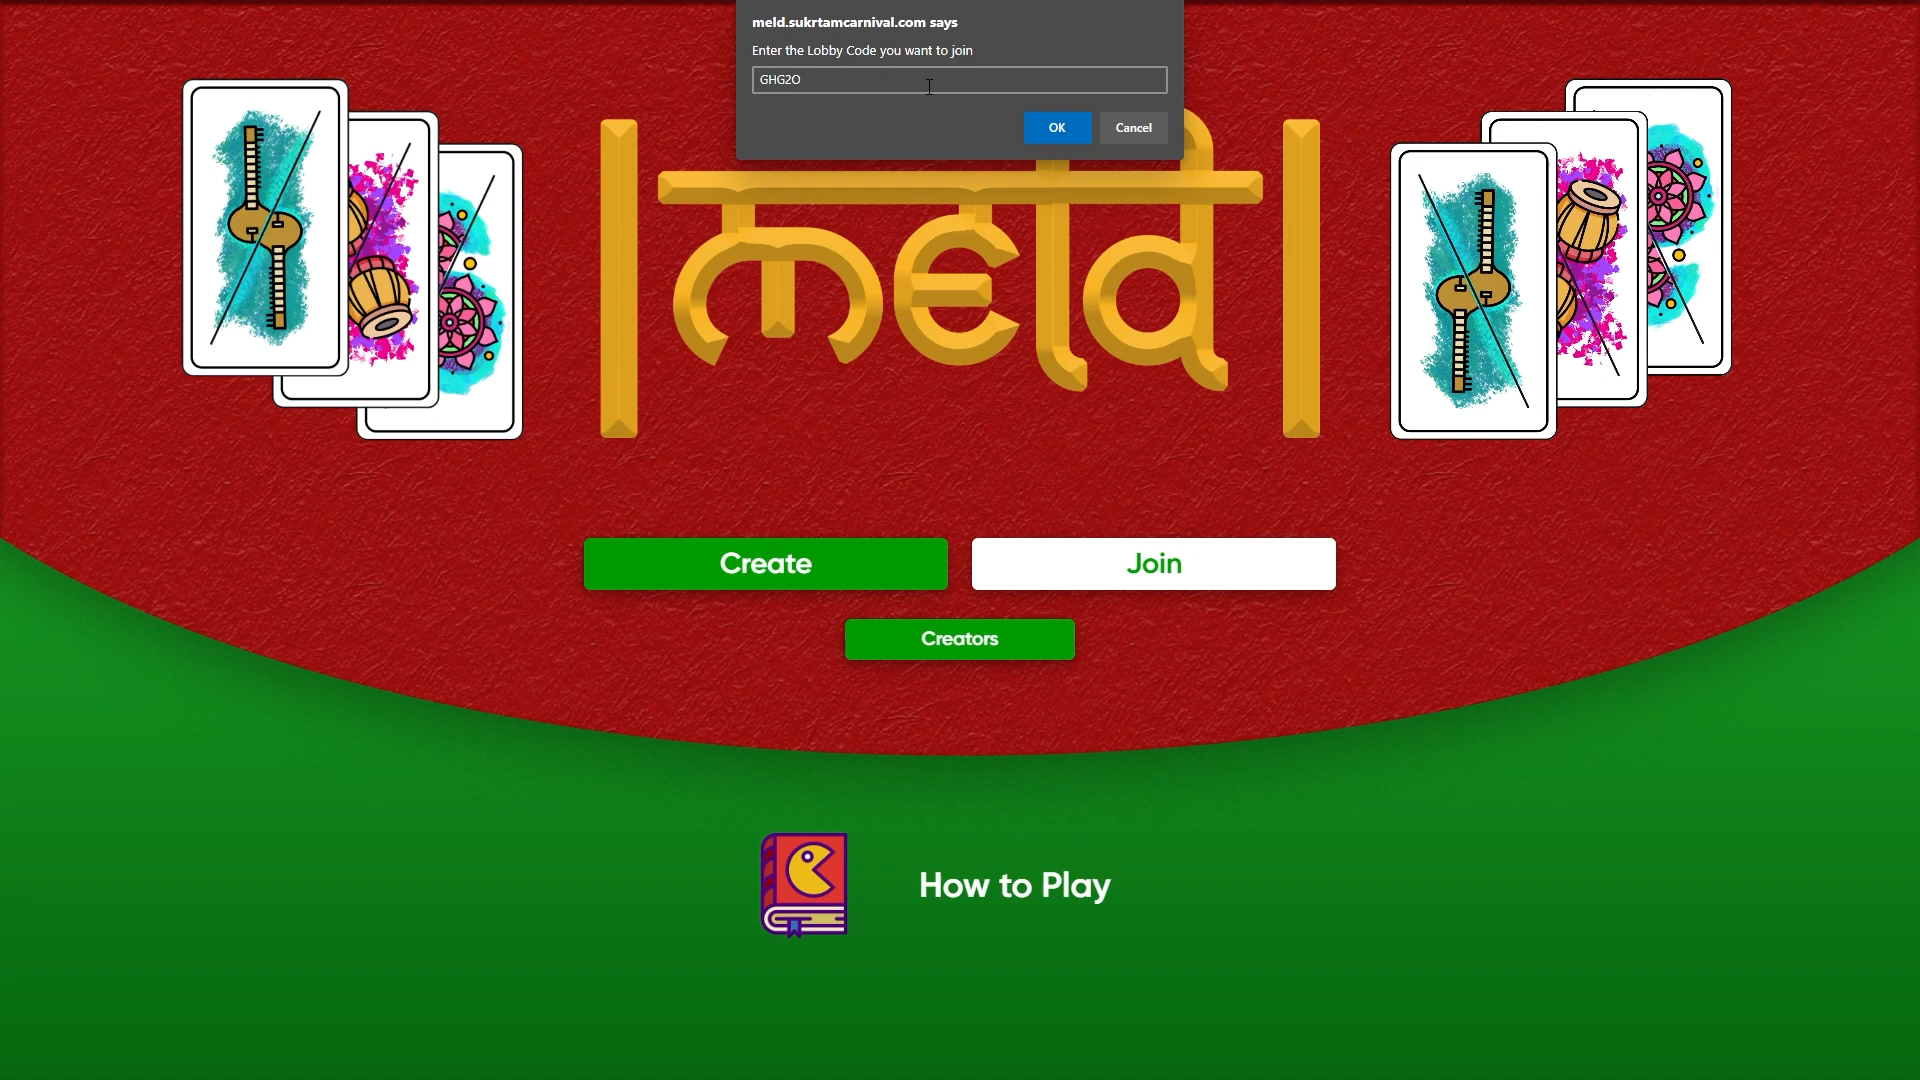 meld.sukrtamcarnival.com says
Enter the Lobby Code you want to join
GHG2O
OK
Cancel
meld
Create
Join
Creators
How to Play